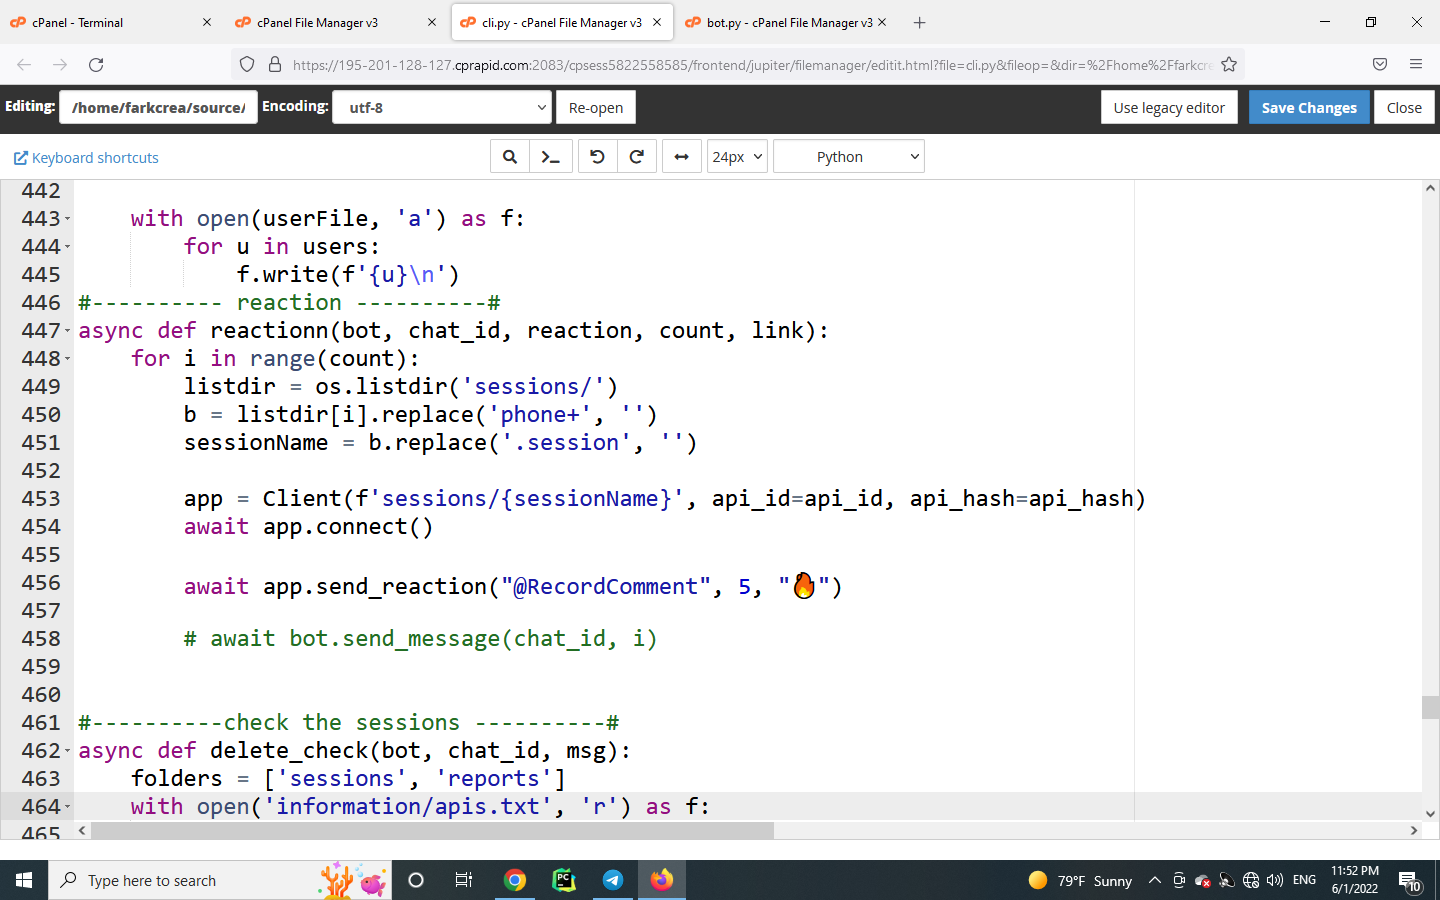 cPanel - Terminal
cPanel File Manager v3
cli.py - cPanel File Manager v3
bot.py - cPanel File Manager v3
https://195-201-128-127.cprapid.com:2083/cpsess5822558585/frontend/jupiter/filemanager/editit.html?file=cli.py&fileop=&dir=%2Fhome%2Ffarkcre
Editing: /home/farkcrea/source/ Encoding: utf-8 Re-open Use legacy editor Save Changes Close
Keyboard shortcuts 24px Python
442
443     with open(userFile, 'a') as f:
444         for u in users:
445             f.write(f'{u}\n')
446 #---------- reaction ----------#
447 async def reactionn(bot, chat_id, reaction, count, link):
448     for i in range(count):
449         listdir = os.listdir('sessions/')
450         b = listdir[i].replace('phone+', '')
451         sessionName = b.replace('.session', '')
452
453         app = Client(f'sessions/{sessionName}', api_id=api_id, api_hash=api_hash)
454         await app.connect()
455
456         await app.send_reaction("@RecordComment", 5, "🔥")
457
458         # await bot.send_message(chat_id, i)
459
460
461 #----------check the sessions ----------#
462 async def delete_check(bot, chat_id, msg):
463     folders = ['sessions', 'reports']
464     with open('information/apis.txt', 'r') as f:
465
Type here to search
PC
79°F Sunny
ENG
11:52 PM
6/1/2022
10